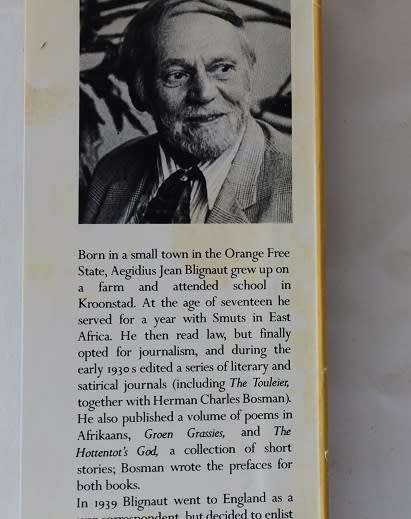 Born in a small town in the Orange Free
State, Aegidius Jean Blignaut grew up on
a farm and attended school in
Kroonstad. At the age of seventeen he
served for a year with Smuts in East
Africa. He then read law, but finally
opted for journalism, and during the
early 1930s edited a series of literary and
satirical journals (including The Touleier,
together with Herman Charles Bosman).
He also published a volume of poems in
Afrikaans, Groen Grassies, and The
Hottentot's God, a collection of short
stories; Bosman wrote the prefaces for
both books.
In 1939 Blignaut went to England as a
war correspondent, but decided to enlist